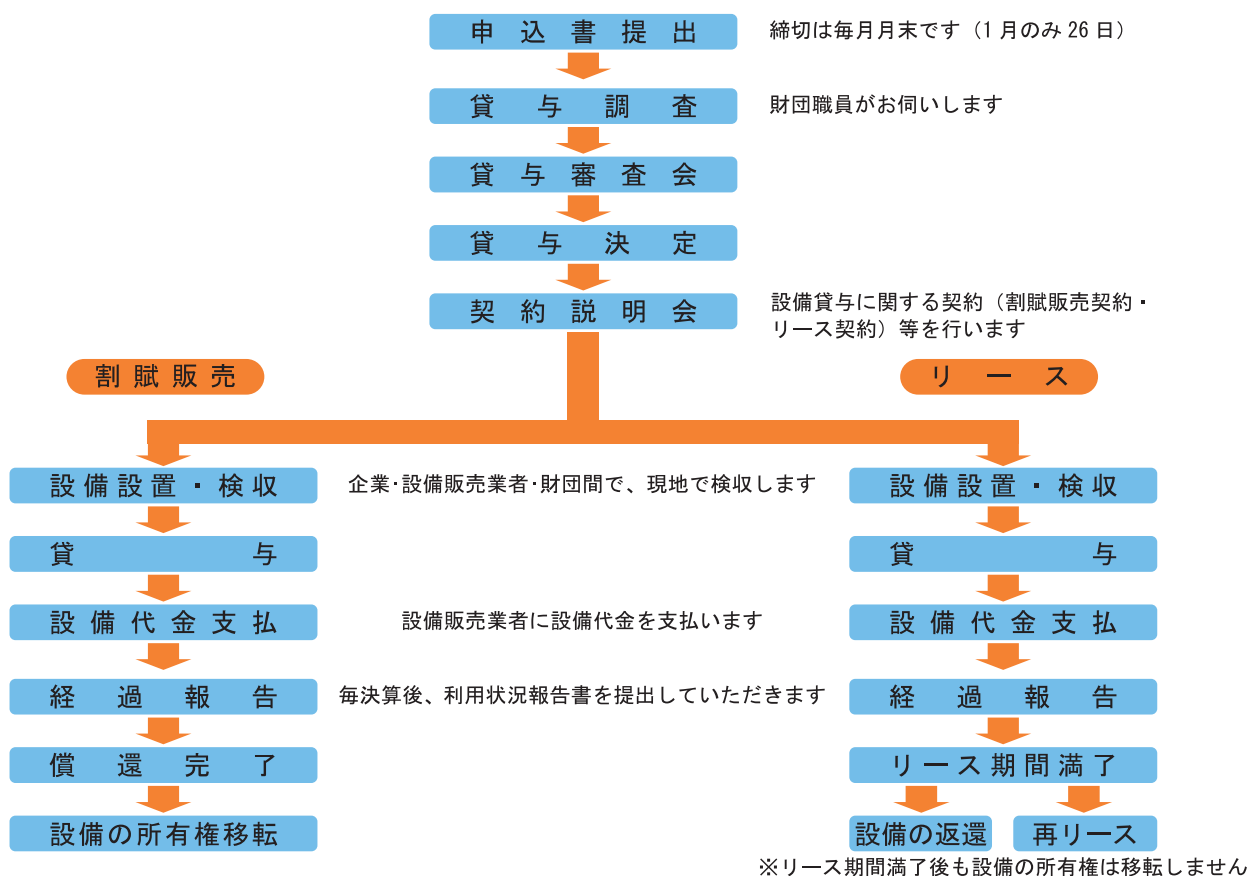 申込書提出
締切は毎月月末です（1月のみ26日）
貸与調査
財団職員がお伺いします
貸与審査会
貸与決定
契約説明会
設備貸与に関する契約（割賦販売契約・
リース契約）等を行います
割賦販売
リース
設備設置・検収
企業・設備販売業者・財団間で、現地で検収します
設備設置・検収
貸与
貸与
設備代金支払
設備販売業者に設備代金を支払います
設備代金支払
経過報告
毎決算後、利用状況報告書を提出していただきます
経過報告
償還完了
リース期間満了
設備の所有権移転
設備の返還
再リース
※リース期間満了後も設備の所有権は移転しません